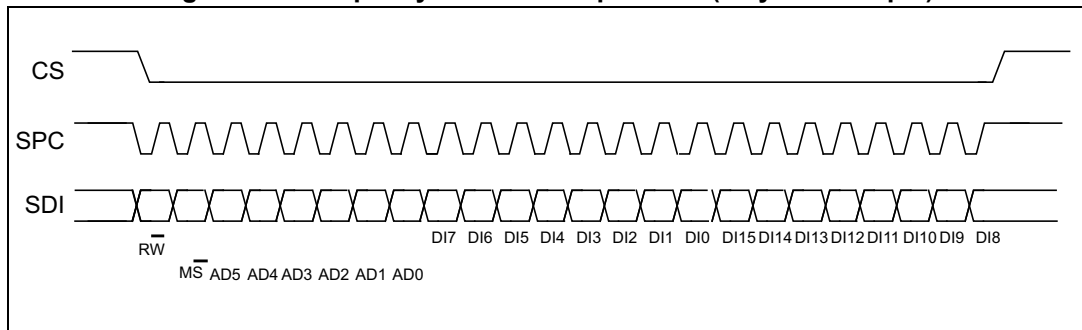 CS
SPC
SDI
DI7 DI6 DI5 DI4 DI3 DI2 DI1 DI0 DI15 DI14 DI13 DI12 DI11 DI10 DI9 DI8
RW̅
MS̅ AD5 AD4 AD3 AD2 AD1 AD0